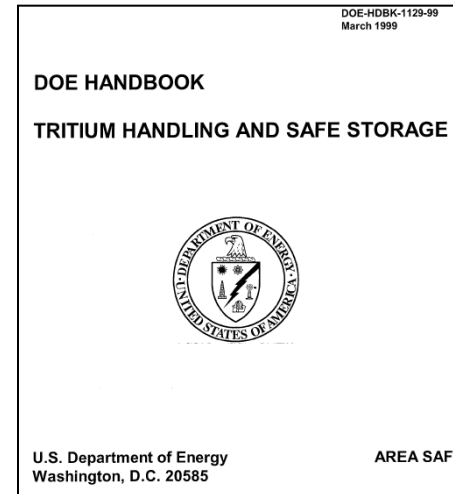 DOE-HDBK-1129-99
March 1999
DOE HANDBOOK
TRITIUM HANDLING AND SAFE STORAGE
DEPARTMENT OF ENERGY
UNITED STATES OF AMERICA
U.S. Department of Energy
Washington, D.C. 20585
AREA SAF